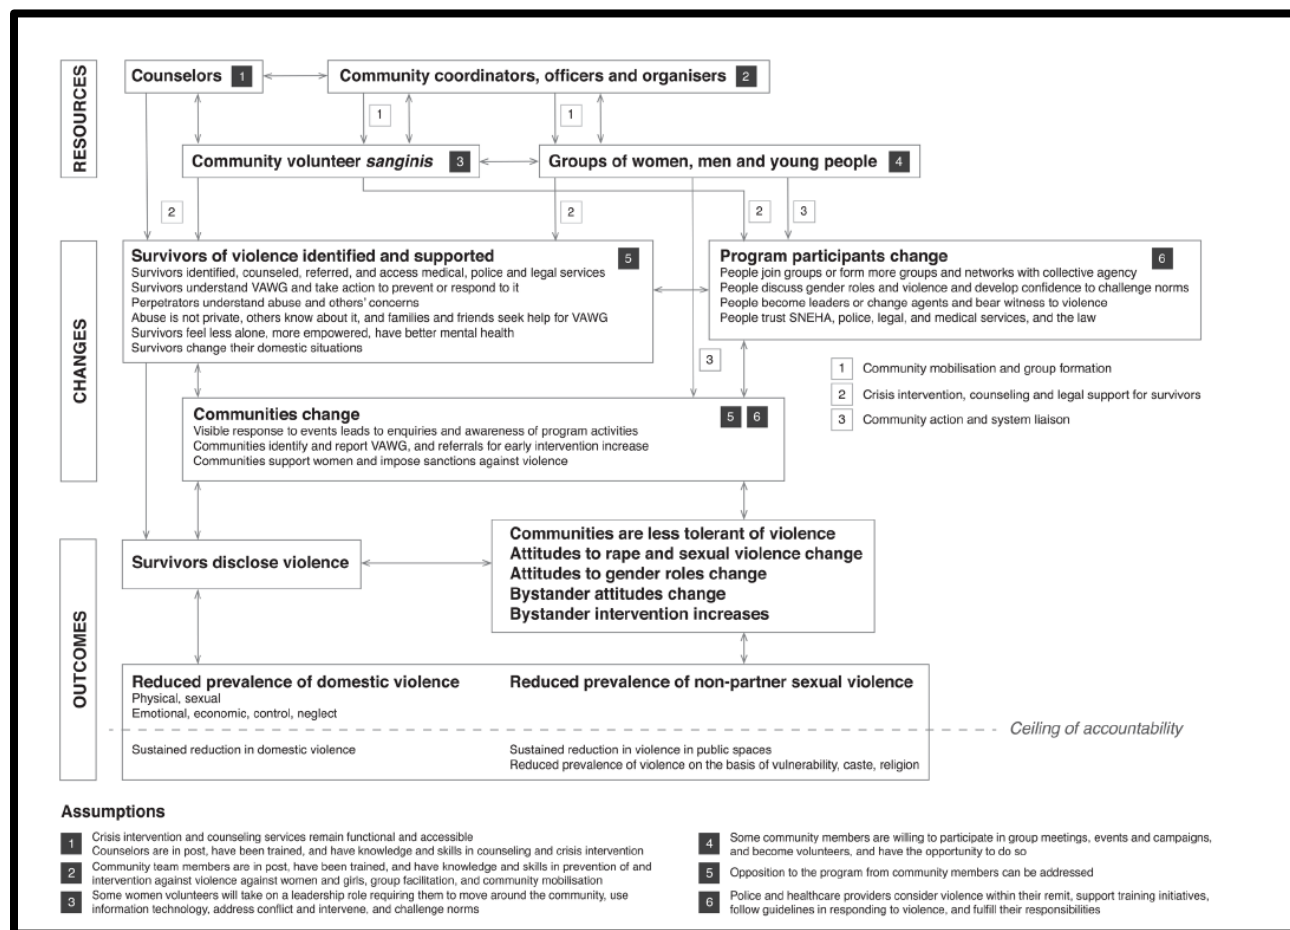 RESOURCES
Counselors 1
Community coordinators, officers and organisers 2
1
1
Community volunteer sanginis 3
Groups of women, men and young people 4
2
2
2
3
CHANGES
Survivors of violence identified and supported 5
Survivors identified, counseled, referred, and access medical, police and legal services
Survivors understand VAWG and take action to prevent or respond to it
Perpetrators understand abuse and others' concerns
Abuse is not private, others know about it, and families and friends seek help for VAWG
Survivors feel less alone, more empowered, have better mental health
Survivors change their domestic situations
Program participants change 6
People join groups or form more groups and networks with collective agency
People discuss gender roles and violence and develop confidence to challenge norms
People become leaders or change agents and bear witness to violence
People trust SNEHA, police, legal, and medical services, and the law
3
1 Community mobilisation and group formation
2 Crisis intervention, counseling and legal support for survivors
3 Community action and system liaison
Communities change 5 6
Visible response to events leads to enquiries and awareness of program activities
Communities identify and report VAWG, and referrals for early intervention increase
Communities support women and impose sanctions against violence
OUTCOMES
Survivors disclose violence
Communities are less tolerant of violence
Attitudes to rape and sexual violence change
Attitudes to gender roles change
Bystander attitudes change
Bystander intervention increases
Reduced prevalence of domestic violence
Physical, sexual
Emotional, economic, control, neglect
Reduced prevalence of non-partner sexual violence
Ceiling of accountability
Sustained reduction in domestic violence
Sustained reduction in violence in public spaces
Reduced prevalence of violence on the basis of vulnerability, caste, religion
Assumptions
1 Crisis intervention and counseling services remain functional and accessible
Counselors are in post, have been trained, and have knowledge and skills in counseling and crisis intervention
2 Community team members are in post, have been trained, and have knowledge and skills in prevention of and
intervention against violence against women and girls, group facilitation, and community mobilisation
3 Some women volunteers will take on a leadership role requiring them to move around the community, use
information technology, address conflict and intervene, and challenge norms
4 Some community members are willing to participate in group meetings, events and campaigns,
and become volunteers, and have the opportunity to do so
5 Opposition to the program from community members can be addressed
6 Police and healthcare providers consider violence within their remit, support training initiatives,
follow guidelines in responding to violence, and fulfill their responsibilities